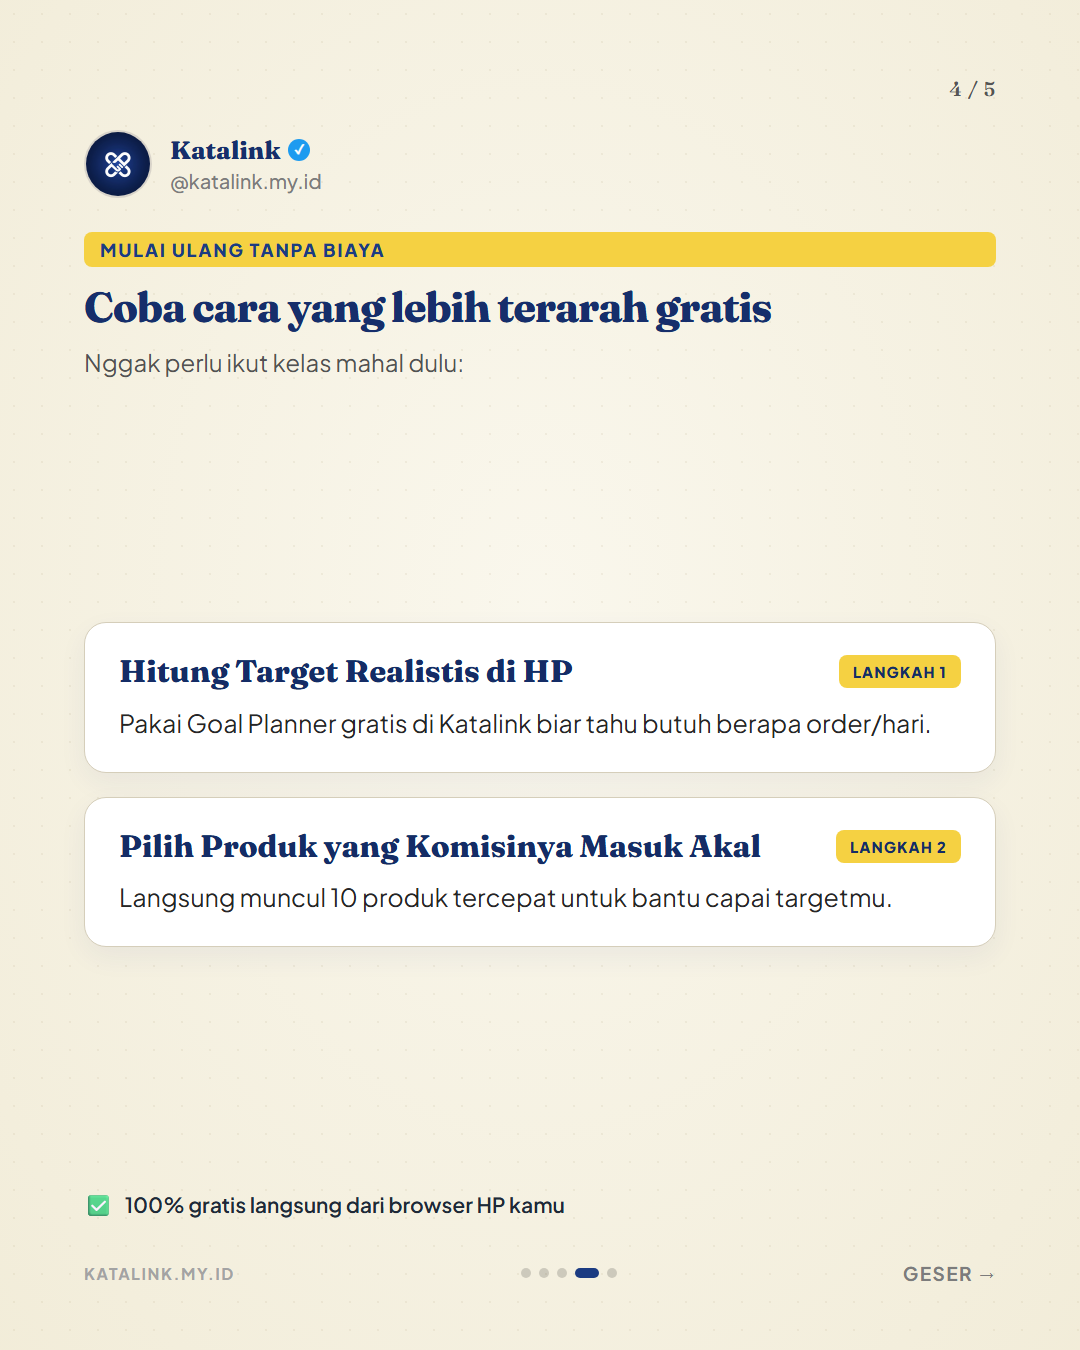 4 / 5
Katalink
@katalink.my.id
MULAI ULANG TANPA BIAYA
Coba cara yang lebih terarah gratis
Nggak perlu ikut kelas mahal dulu:
Hitung Target Realistis di HP
LANGKAH 1
Pakai Goal Planner gratis di Katalink biar tahu butuh berapa order/hari.
Pilih Produk yang Komisinya Masuk Akal
LANGKAH 2
Langsung muncul 10 produk tercepat untuk bantu capai targetmu.
✅ 100% gratis langsung dari browser HP kamu
KATALINK.MY.ID
GESER →